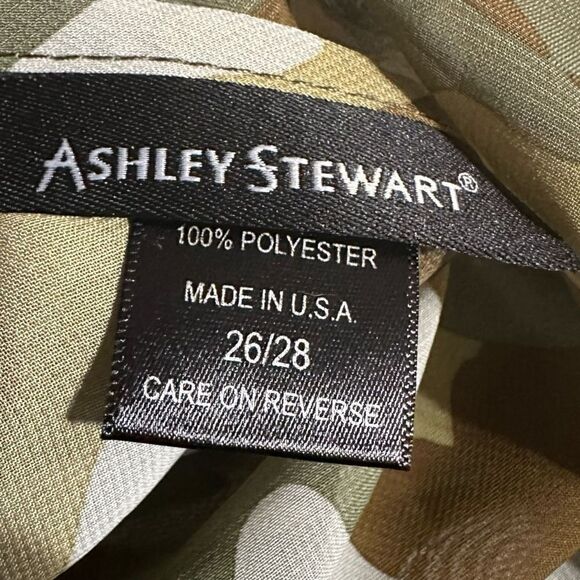 ASHLEY STEWART®
100% POLYESTER
MADE IN U.S.A.
26/28
CARE ON REVERSE